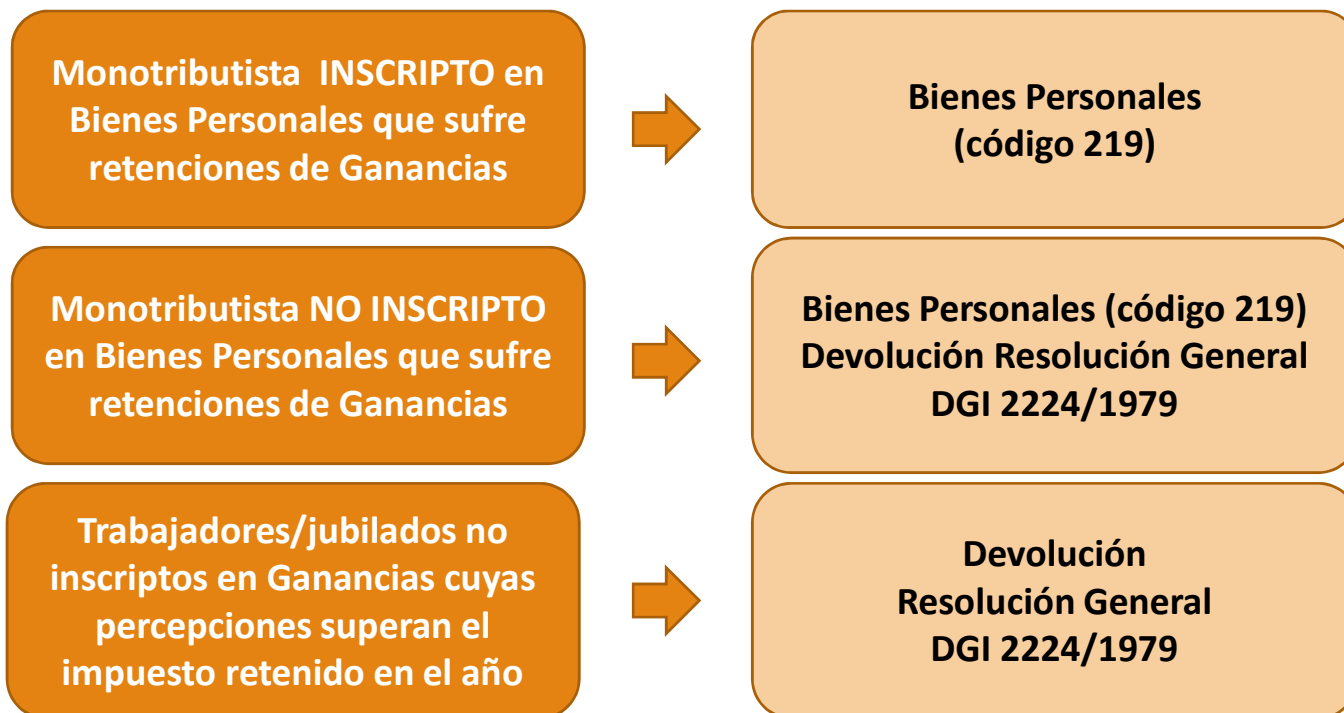 Monotributista INSCRIPTO en
Bienes Personales que sufre
retenciones de Ganancias
Bienes Personales
(código 219)
Monotributista NO INSCRIPTO
en Bienes Personales que sufre
retenciones de Ganancias
Bienes Personales (código 219)
Devolución Resolución General
DGI 2224/1979
Trabajadores/jubilados no
inscriptos en Ganancias cuyas
percepciones superan el
impuesto retenido en el año
Devolución
Resolución General
DGI 2224/1979